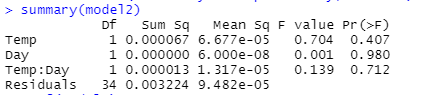 > summary(model2)
Df Sum Sq Mean Sq F value Pr(>F)
Temp 1 0.000067 6.677e-05 0.704 0.407
Day 1 0.000000 6.000e-08 0.001 0.980
Temp:Day 1 0.000013 1.317e-05 0.139 0.712
Residuals 34 0.003224 9.482e-05